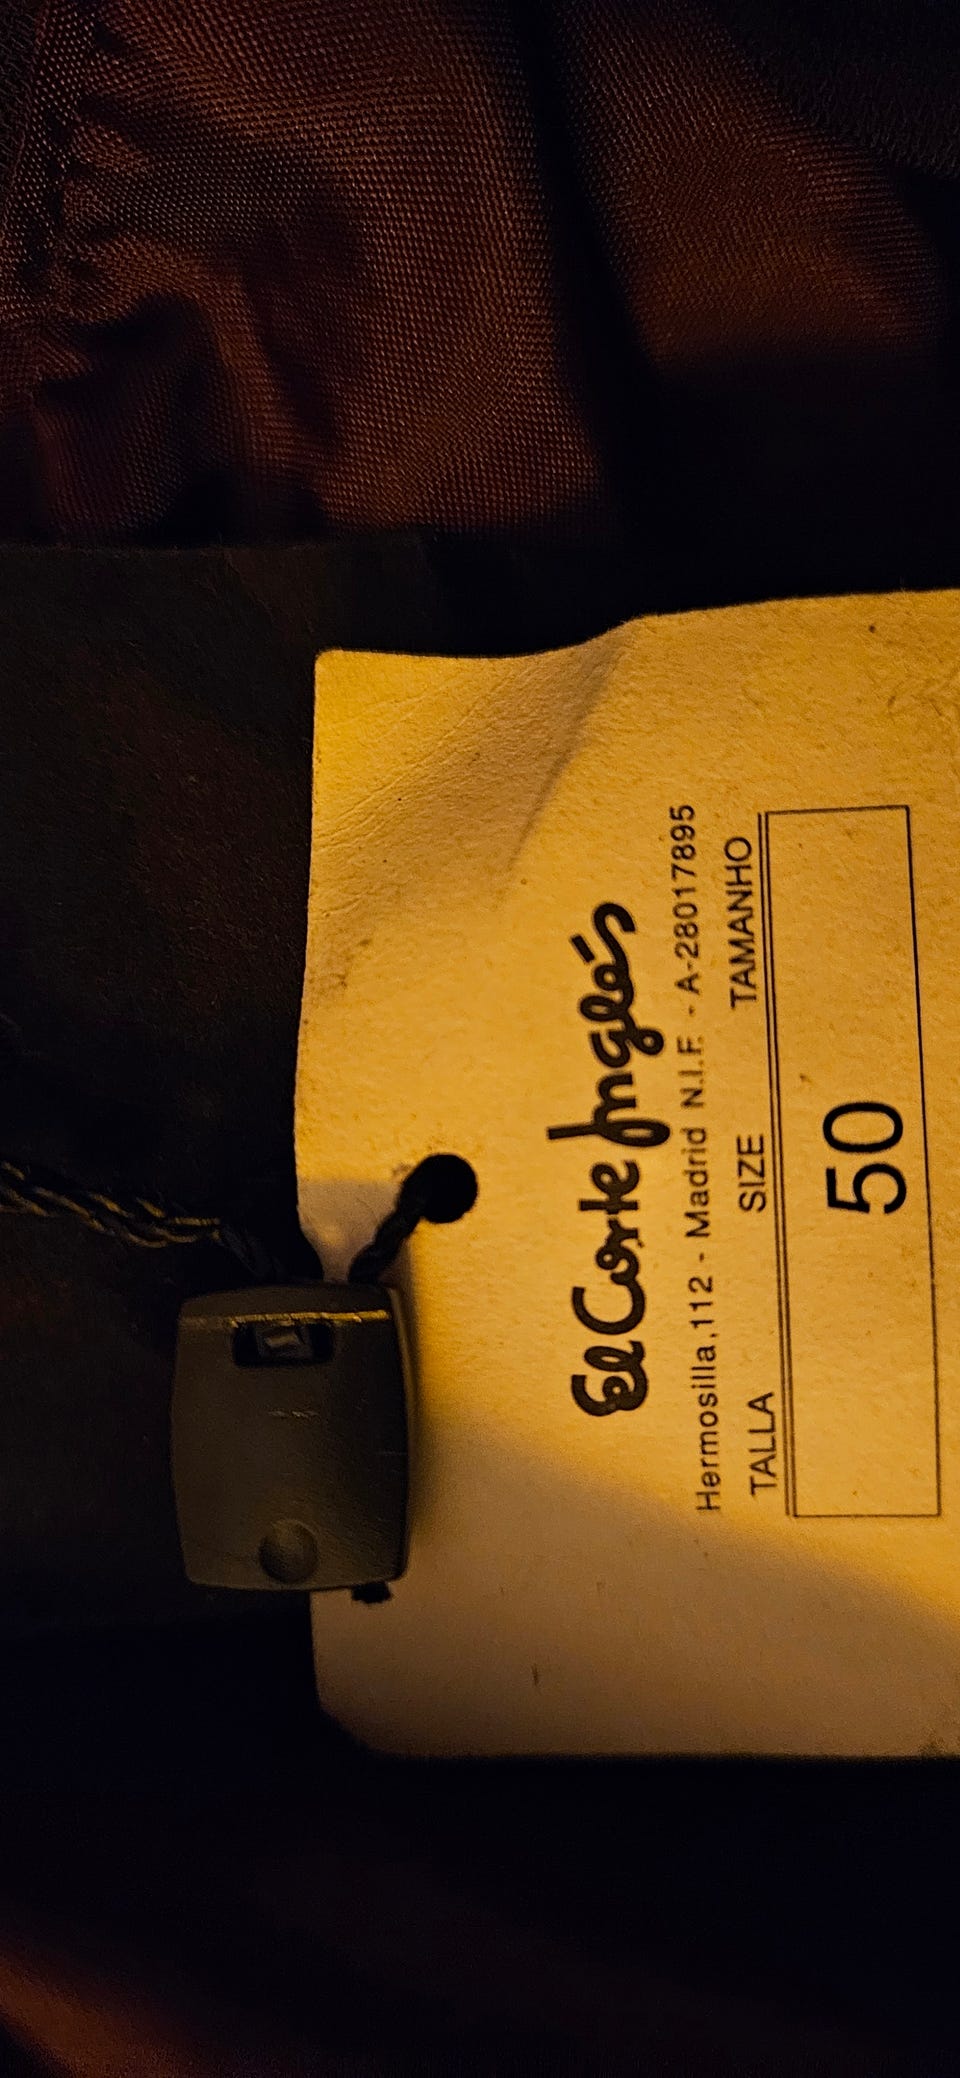 El Corte Inglés
Hermosilla,112 - Madrid N.I.F. - A-28017895
TALLA SIZE TAMANHO
50